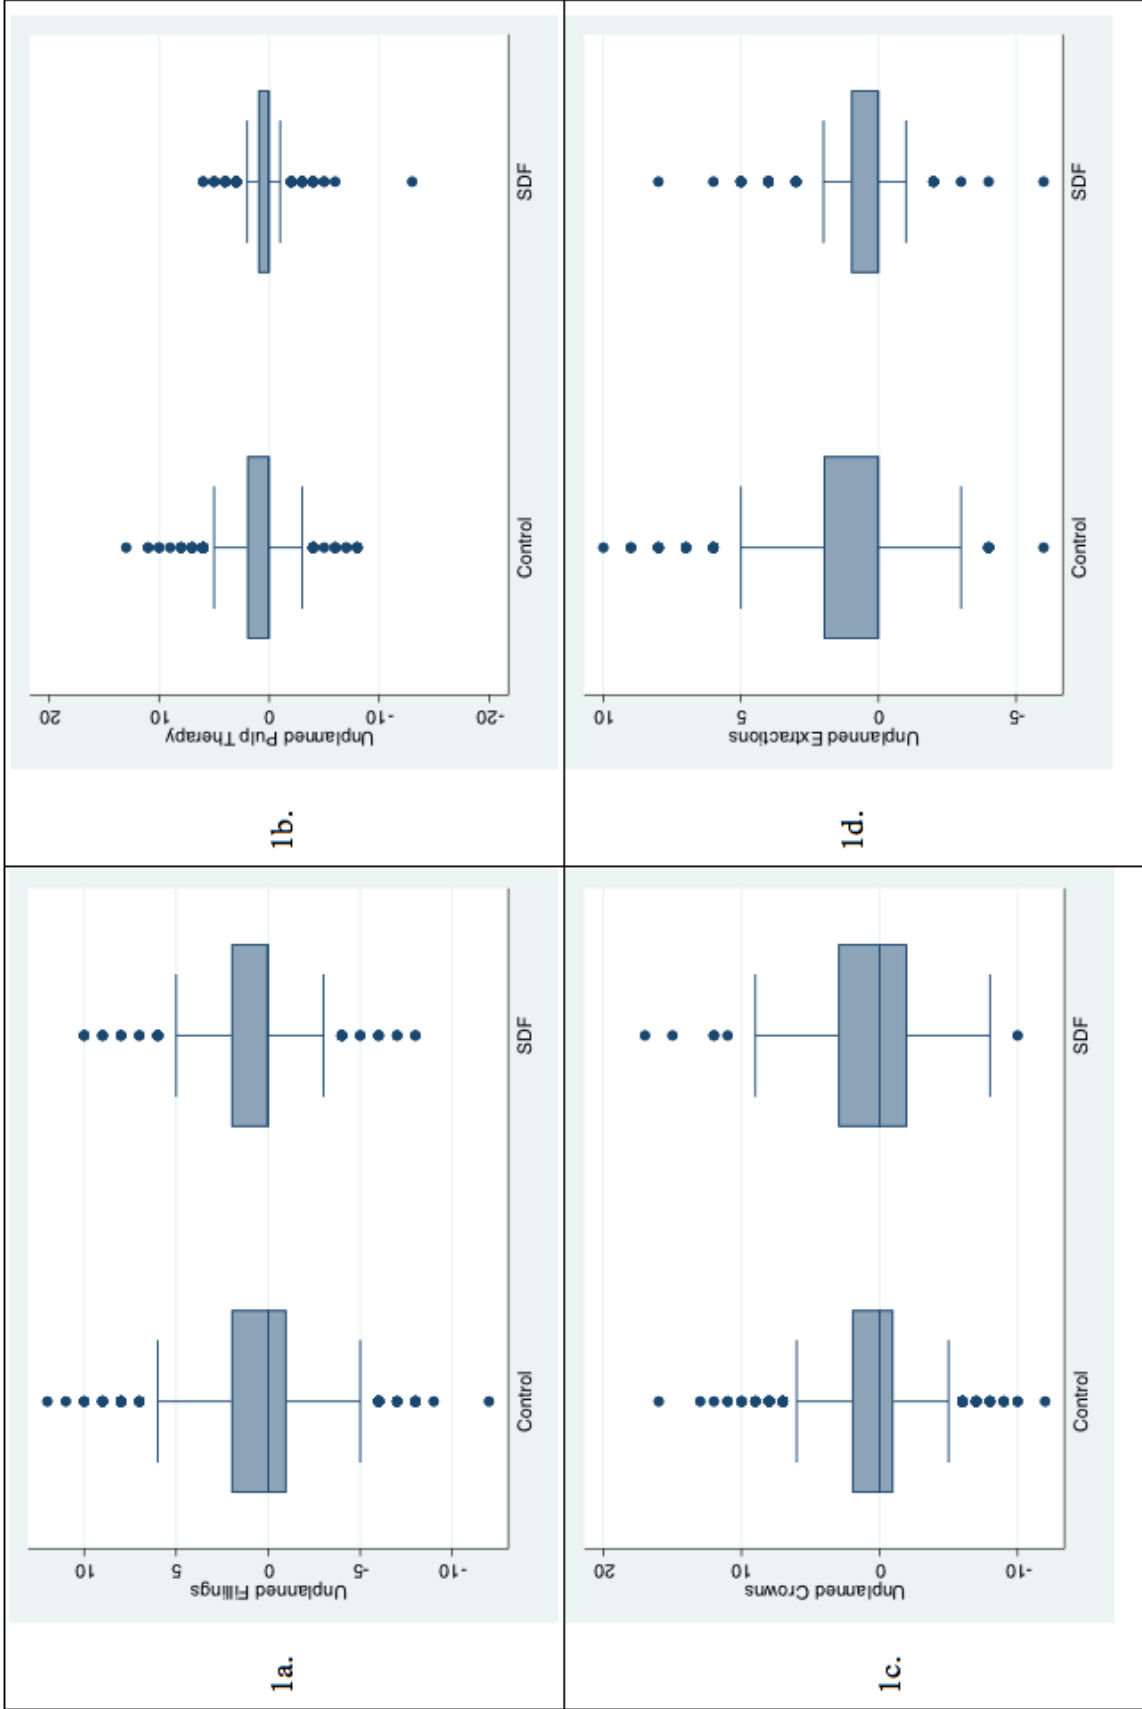 1a.
Unplanned Fillings
10
5
0
-5
-10
Control
SDF
1b.
Unplanned Pulp Therapy
20
10
0
-10
-20
Control
SDF
1c.
Unplanned Crowns
20
10
0
-10
Control
SDF
1d.
Unplanned Extractions
10
5
0
-5
Control
SDF